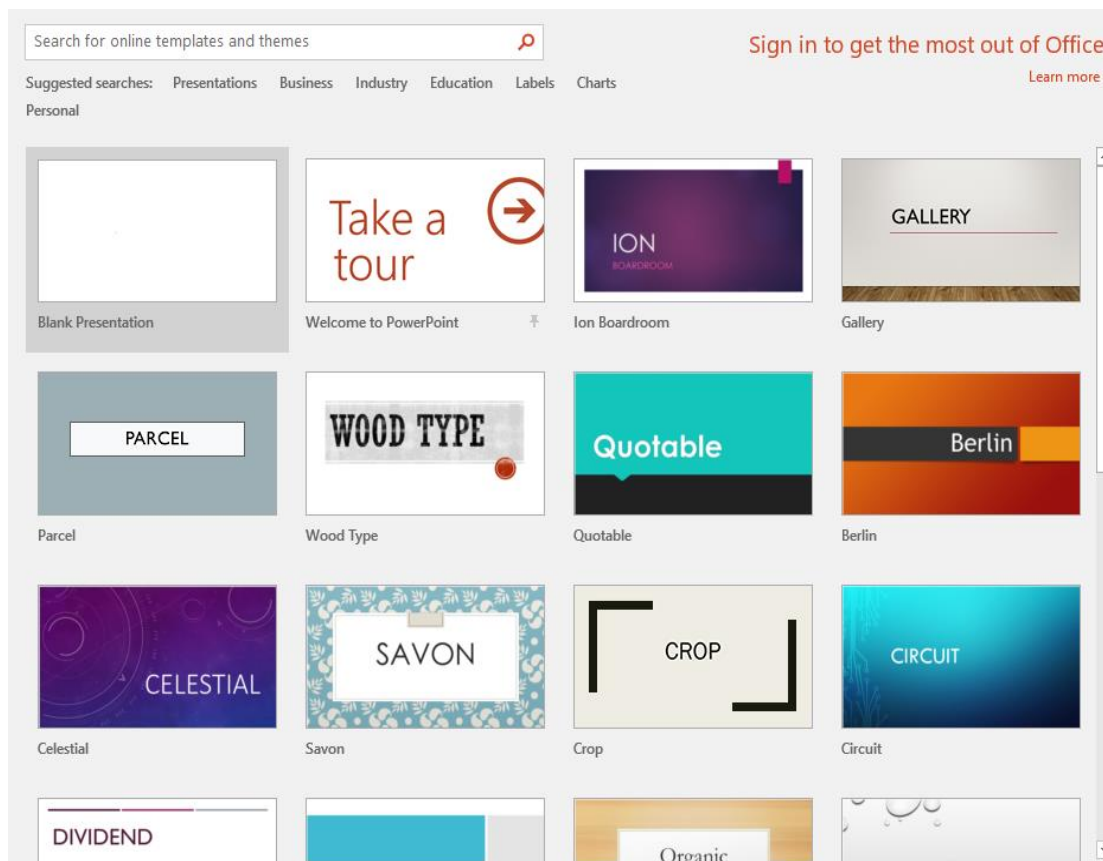 Search for online templates and themes
Sign in to get the most out of Office
Learn more
Suggested searches: Presentations Business Industry Education Labels Charts
Personal
Take a
tour
ION
BOARDROOM
GALLERY
Blank Presentation
Welcome to PowerPoint
Ion Boardroom
Gallery
PARCEL
WOOD TYPE
Quotable
Berlin
Parcel
Wood Type
Quotable
Berlin
CELESTIAL
SAVON
CROP
CIRCUIT
Celestial
Savon
Crop
Circuit
DIVIDEND
Organic